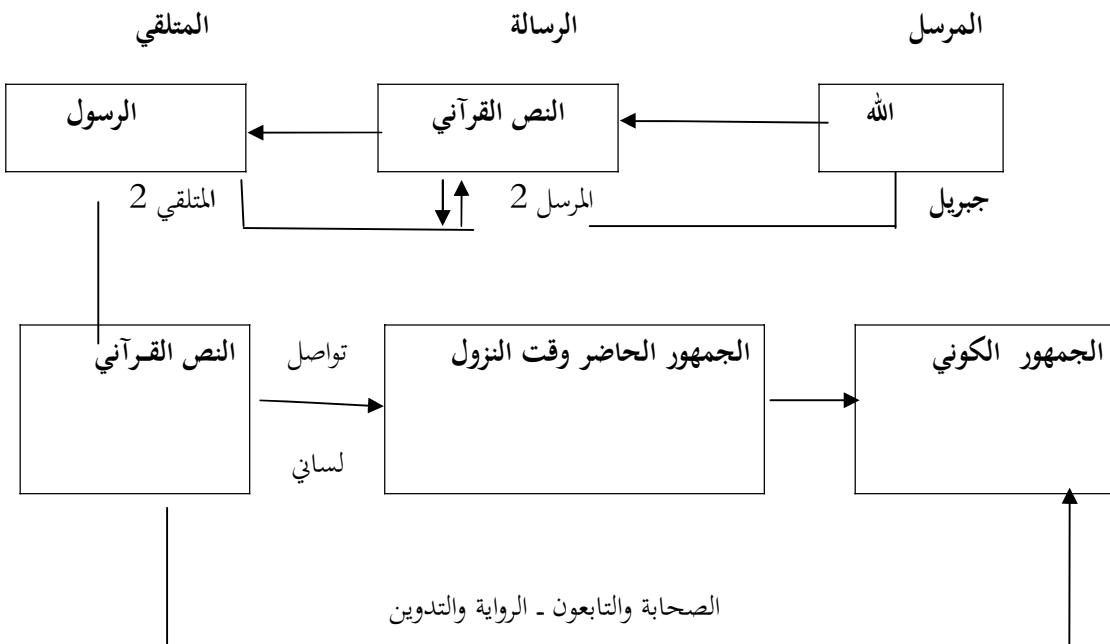 المرسل الرسالة المتلقي
الله النص القرآني الرسول
جبريل المرسل 2 المتلقي 2
الجمهور الكوني الجمهور الحاضر وقت النزول تواصل النص القـرآني
لساني
الصحابة والتابعون ـ الرواية والتدوين